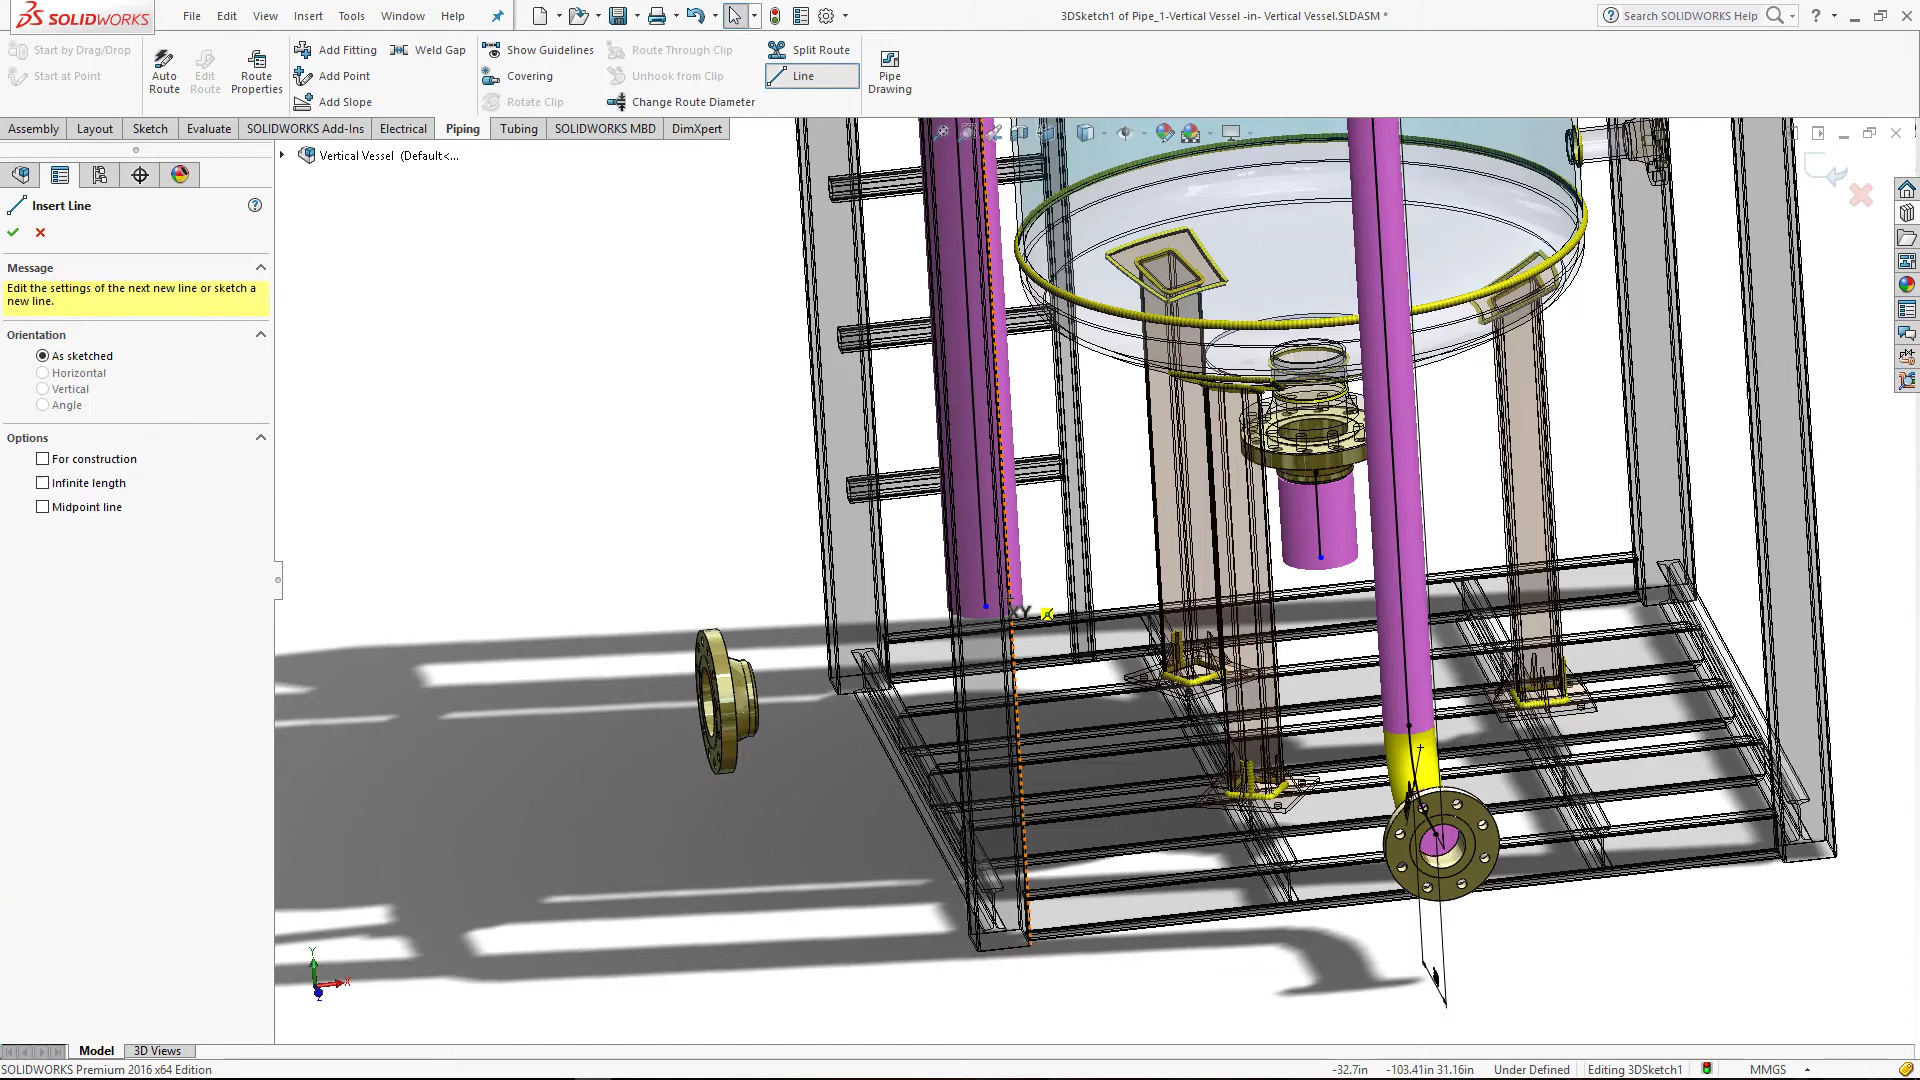 SOLIDWORKS
File Edit View Insert Tools Window Help
3DSketch1 of Pipe_1-Vertical Vessel -in- Vertical Vessel.SLDASM *
Search SOLIDWORKS Help
Start by Drag/Drop
Start at Point
Auto Route
Edit Route
Route Properties
Add Fitting
Weld Gap
Add Point
Add Slope
Show Guidelines
Covering
Rotate Clip
Route Through Clip
Unhook from Clip
Change Route Diameter
Split Route
Line
Pipe Drawing
Assembly Layout Sketch Evaluate SOLIDWORKS Add-Ins Electrical Piping Tubing SOLIDWORKS MBD DimXpert
Vertical Vessel (Default<...
Insert Line
Message
Edit the settings of the next new line or sketch a
new line.
Orientation
As sketched
Horizontal
Vertical
Angle
Options
For construction
Infinite length
Midpoint line
XY
Y
X
Z
Model 3D Views
SOLIDWORKS Premium 2016 x64 Edition
-32.7in -103.41in 31.16in Under Defined Editing 3DSketch1 MMGS